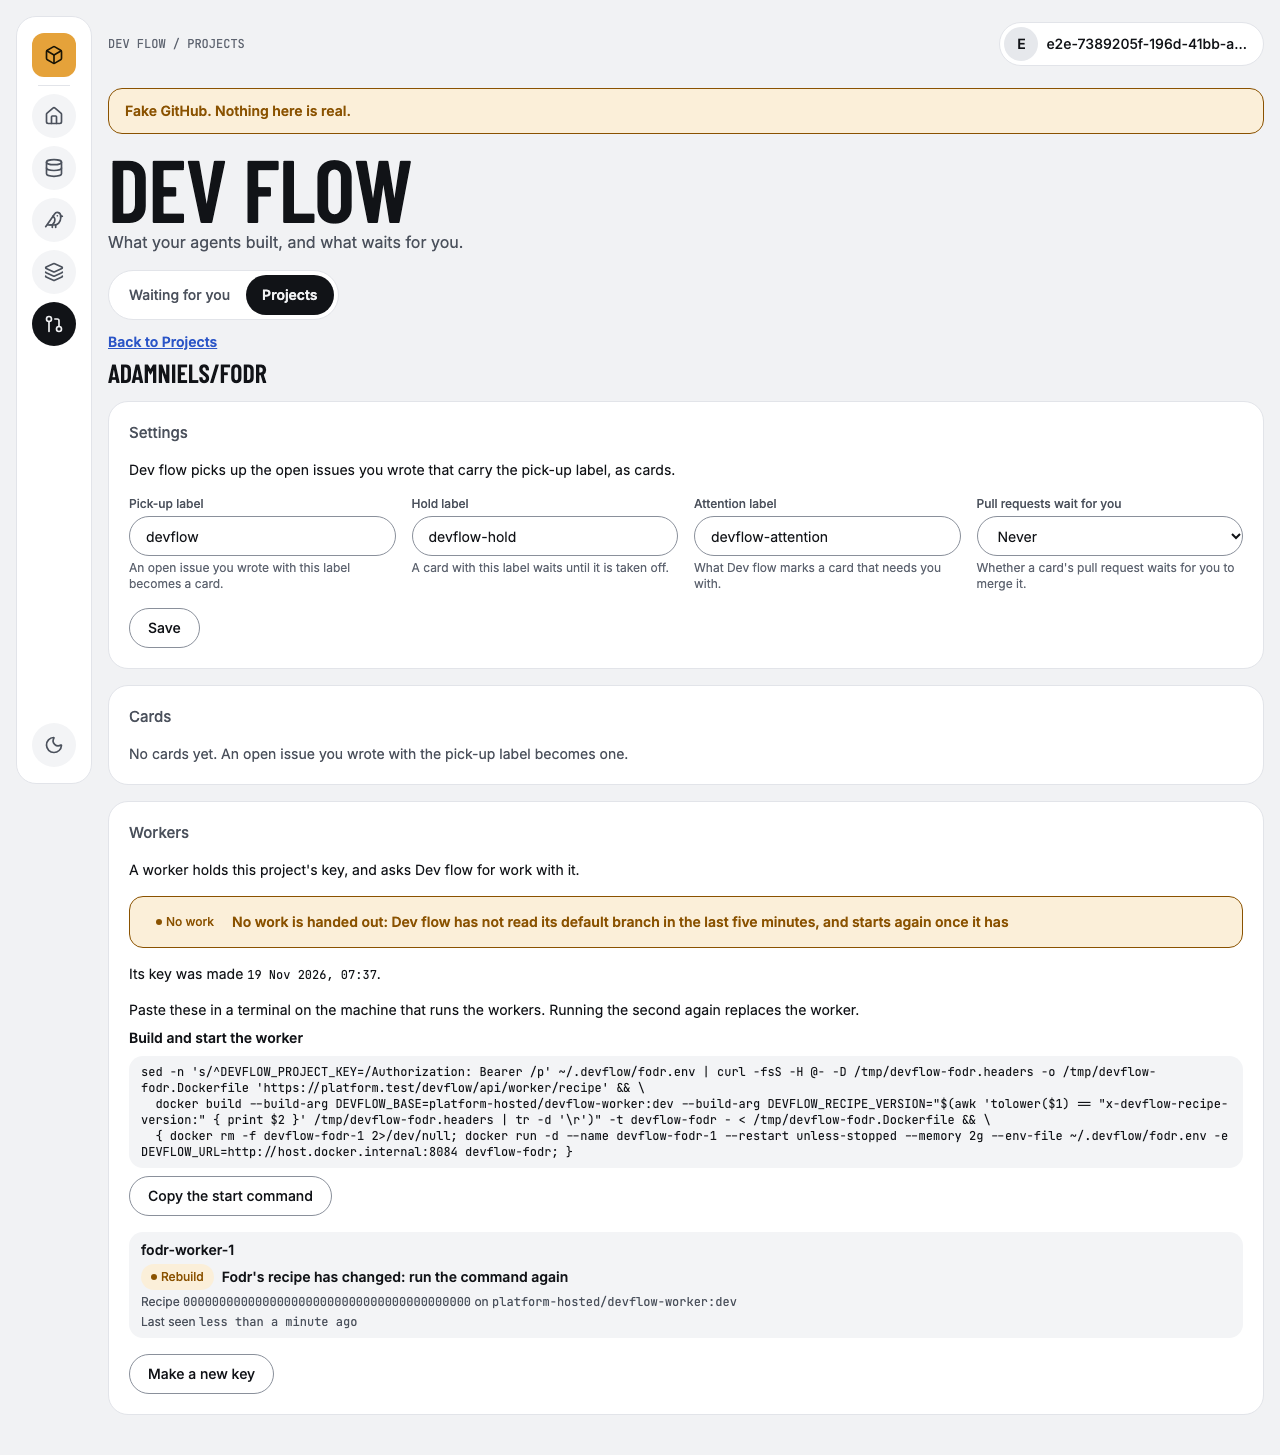 DEV FLOW / PROJECTS
E
e2e-7389205f-196d-41bb-a...
Fake GitHub. Nothing here is real.
DEV FLOW
What your agents built, and what waits for you.
Waiting for you
Projects
Back to Projects
ADAMNIELS/FODR
Settings
Dev flow picks up the open issues you wrote that carry the pick-up label, as cards.
Pick-up label
devflow
An open issue you wrote with this label
becomes a card.
Hold label
devflow-hold
A card with this label waits until it is taken off.
Attention label
devflow-attention
What Dev flow marks a card that needs you
with.
Pull requests wait for you
Never
Whether a card's pull request waits for you to
merge it.
Save
Cards
No cards yet. An open issue you wrote with the pick-up label becomes one.
Workers
A worker holds this project's key, and asks Dev flow for work with it.
No work
No work is handed out: Dev flow has not read its default branch in the last five minutes, and starts again once it has
Its key was made 19 Nov 2026, 07:37.
Paste these in a terminal on the machine that runs the workers. Running the second again replaces the worker.
Build and start the worker
sed -n 's/^DEVFLOW_PROJECT_KEY=/Authorization: Bearer /p' ~/.devflow/fodr.env | curl -fsS -H @- -D /tmp/devflow-fodr.headers -o /tmp/devflow-
fodr.Dockerfile 'https://platform.test/devflow/api/worker/recipe' && \
docker build --build-arg DEVFLOW_BASE=platform-hosted/devflow-worker:dev --build-arg DEVFLOW_RECIPE_VERSION="$(awk 'tolower($1) == "x-devflow-recipe-
version:" { print $2 }' /tmp/devflow-fodr.headers | tr -d '\r')" -t devflow-fodr - < /tmp/devflow-fodr.Dockerfile && \
{ docker rm -f devflow-fodr-1 2>/dev/null; docker run -d --name devflow-fodr-1 --restart unless-stopped --memory 2g --env-file ~/.devflow/fodr.env -e
DEVFLOW_URL=http://host.docker.internal:8084 devflow-fodr; }
Copy the start command
fodr-worker-1
Rebuild
Fodr's recipe has changed: run the command again
Recipe 0000000000000000000000000000000000000000 on platform-hosted/devflow-worker:dev
Last seen less than a minute ago
Make a new key